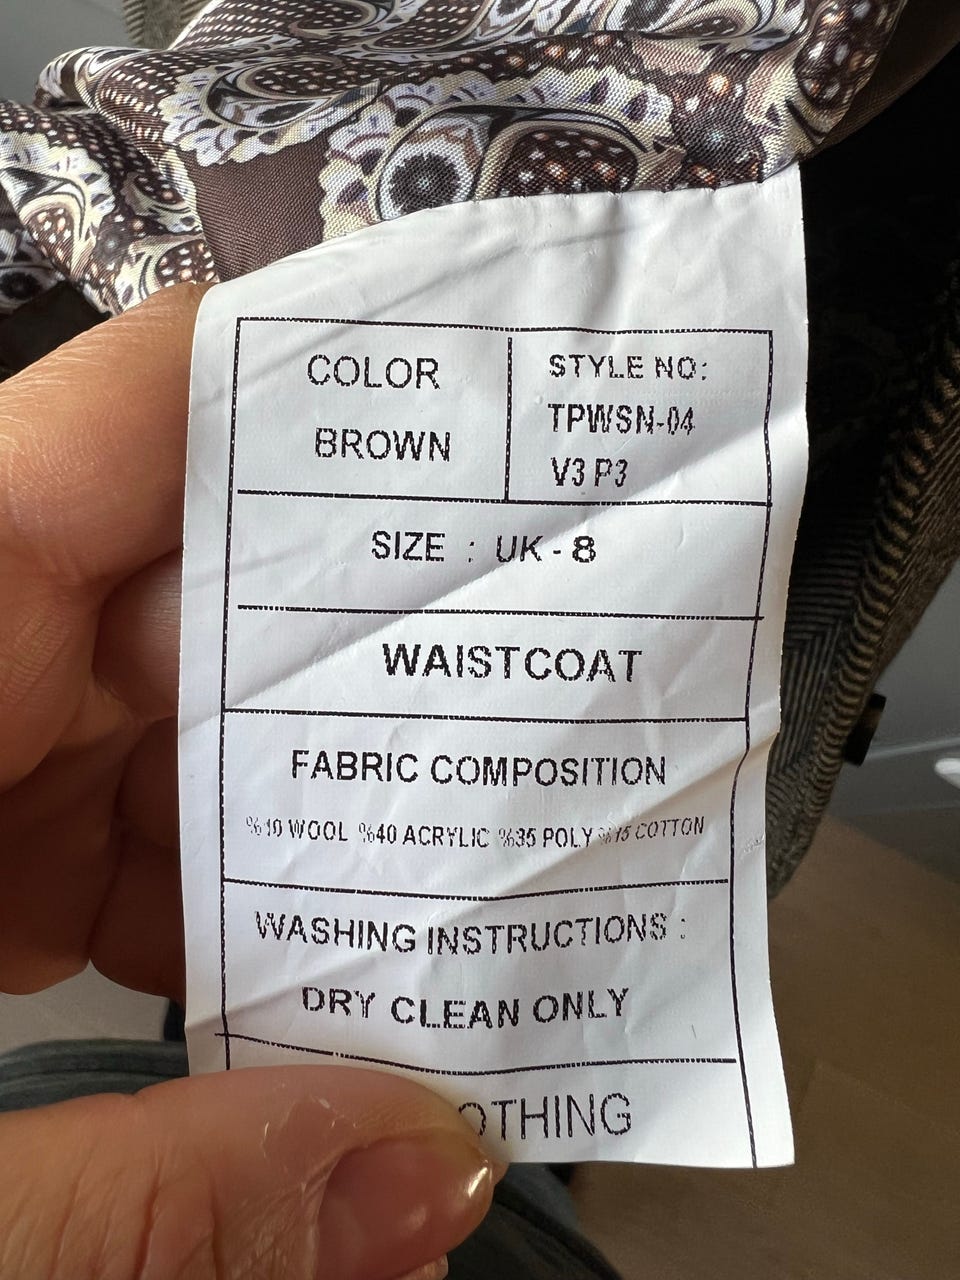 COLOR
BROWN
STYLE NO:
TPWSN-04
V3 P3
SIZE : UK - 8
WAISTCOAT
FABRIC COMPOSITION
%10 WOOL %40 ACRYLIC %35 POLY %15 COTTON
WASHING INSTRUCTIONS :
DRY CLEAN ONLY
OTHING